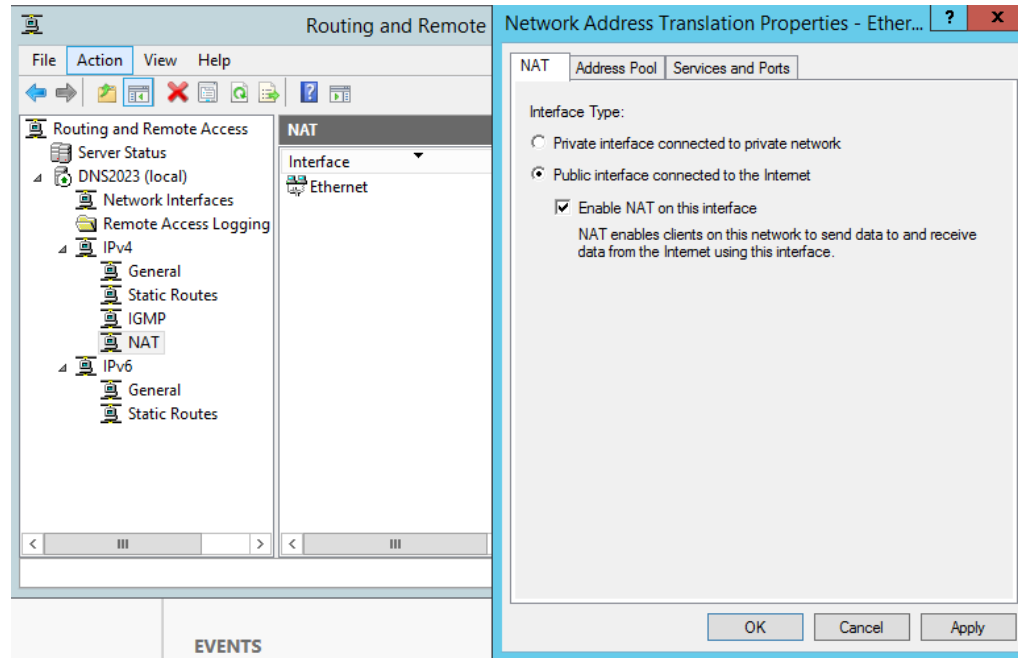 Routing and Remote
File Action View Help
Routing and Remote Access
Server Status
DNS2023 (local)
Network Interfaces
Remote Access Logging
IPv4
General
Static Routes
IGMP
NAT
IPv6
General
Static Routes
NAT
Interface
Ethernet
EVENTS
Network Address Translation Properties - Ether... ? x
NAT Address Pool Services and Ports
Interface Type:
Private interface connected to private network
Public interface connected to the Internet
Enable NAT on this interface
NAT enables clients on this network to send data to and receive
data from the Internet using this interface.
OK Cancel Apply